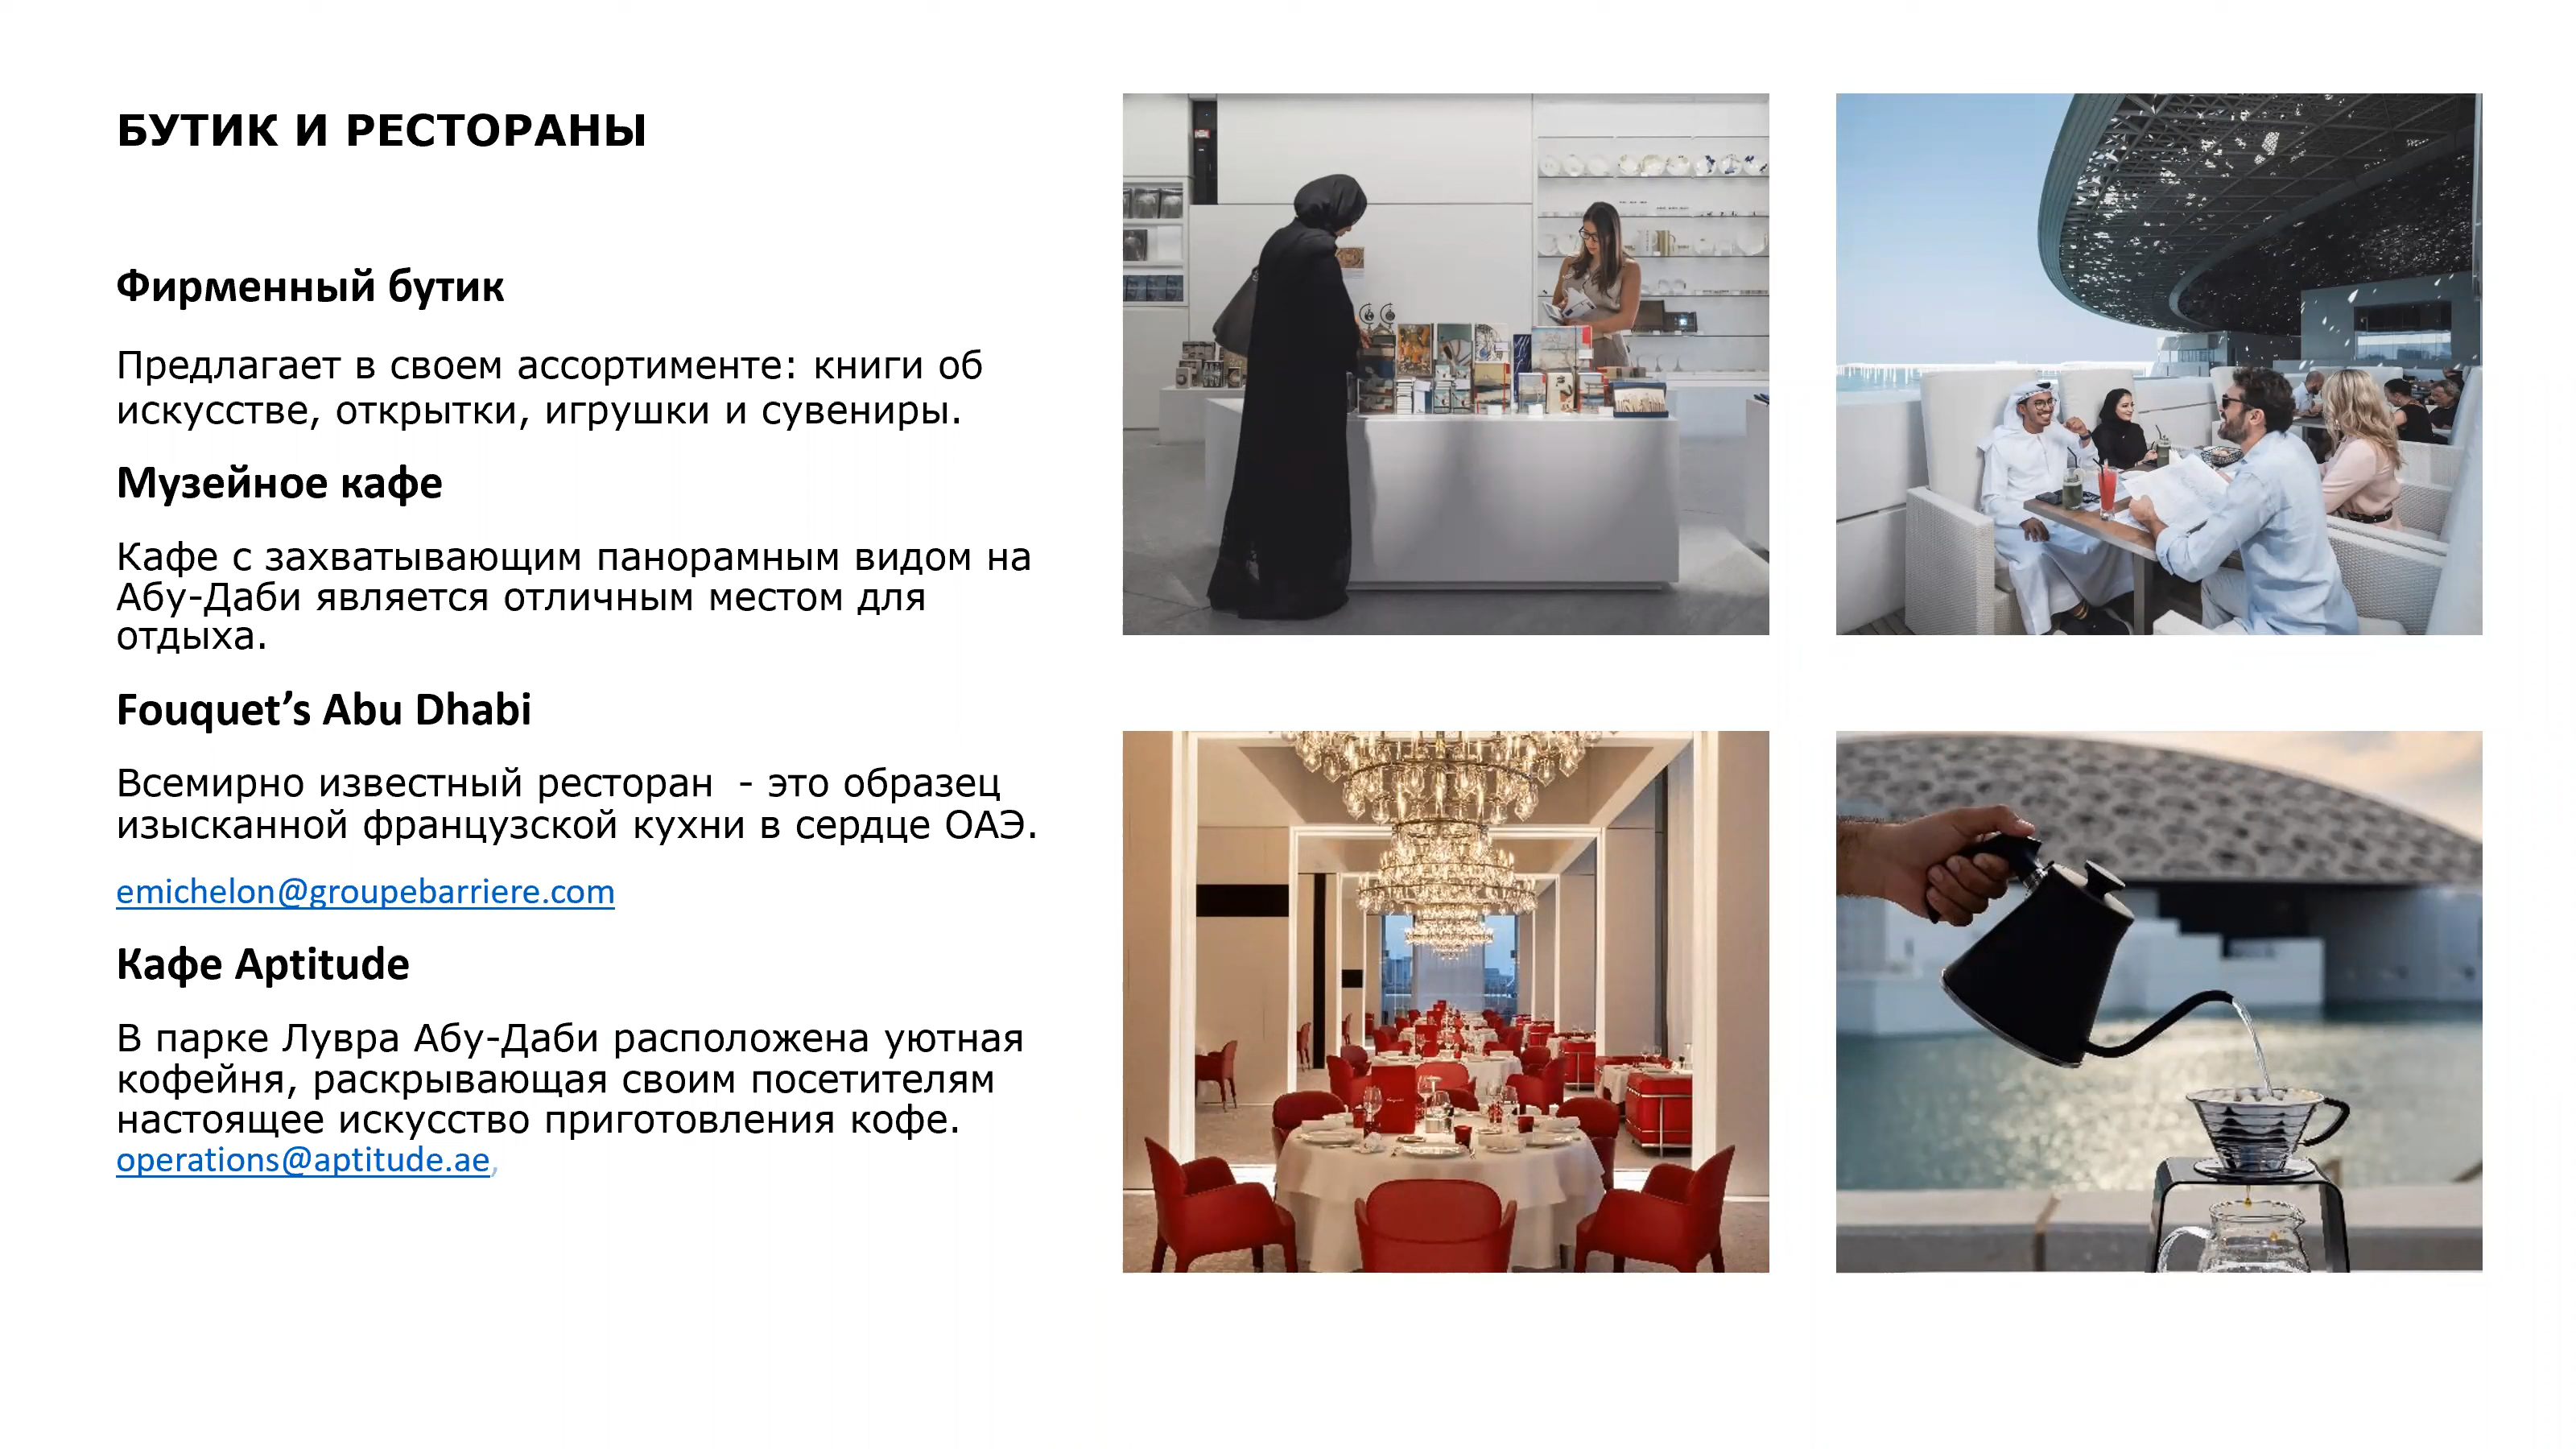 БУТИК И РЕСТОРАНЫ
Фирменный бутик
Предлагает в своем ассортименте: книги об
искусстве, открытки, игрушки и сувениры.
Музейное кафе
Кафе с захватывающим панорамным видом на
Абу-Даби является отличным местом для
отдыха.
Fouquet’s Abu Dhabi
Всемирно известный ресторан  - это образец
изысканной французской кухни в сердце ОАЭ.
emichelon@groupebarriere.com
Кафе Aptitude
В парке Лувра Абу-Даби расположена уютная
кофейня, раскрывающая своим посетителям
настоящее искусство приготовления кофе.
operations@aptitude.ae,